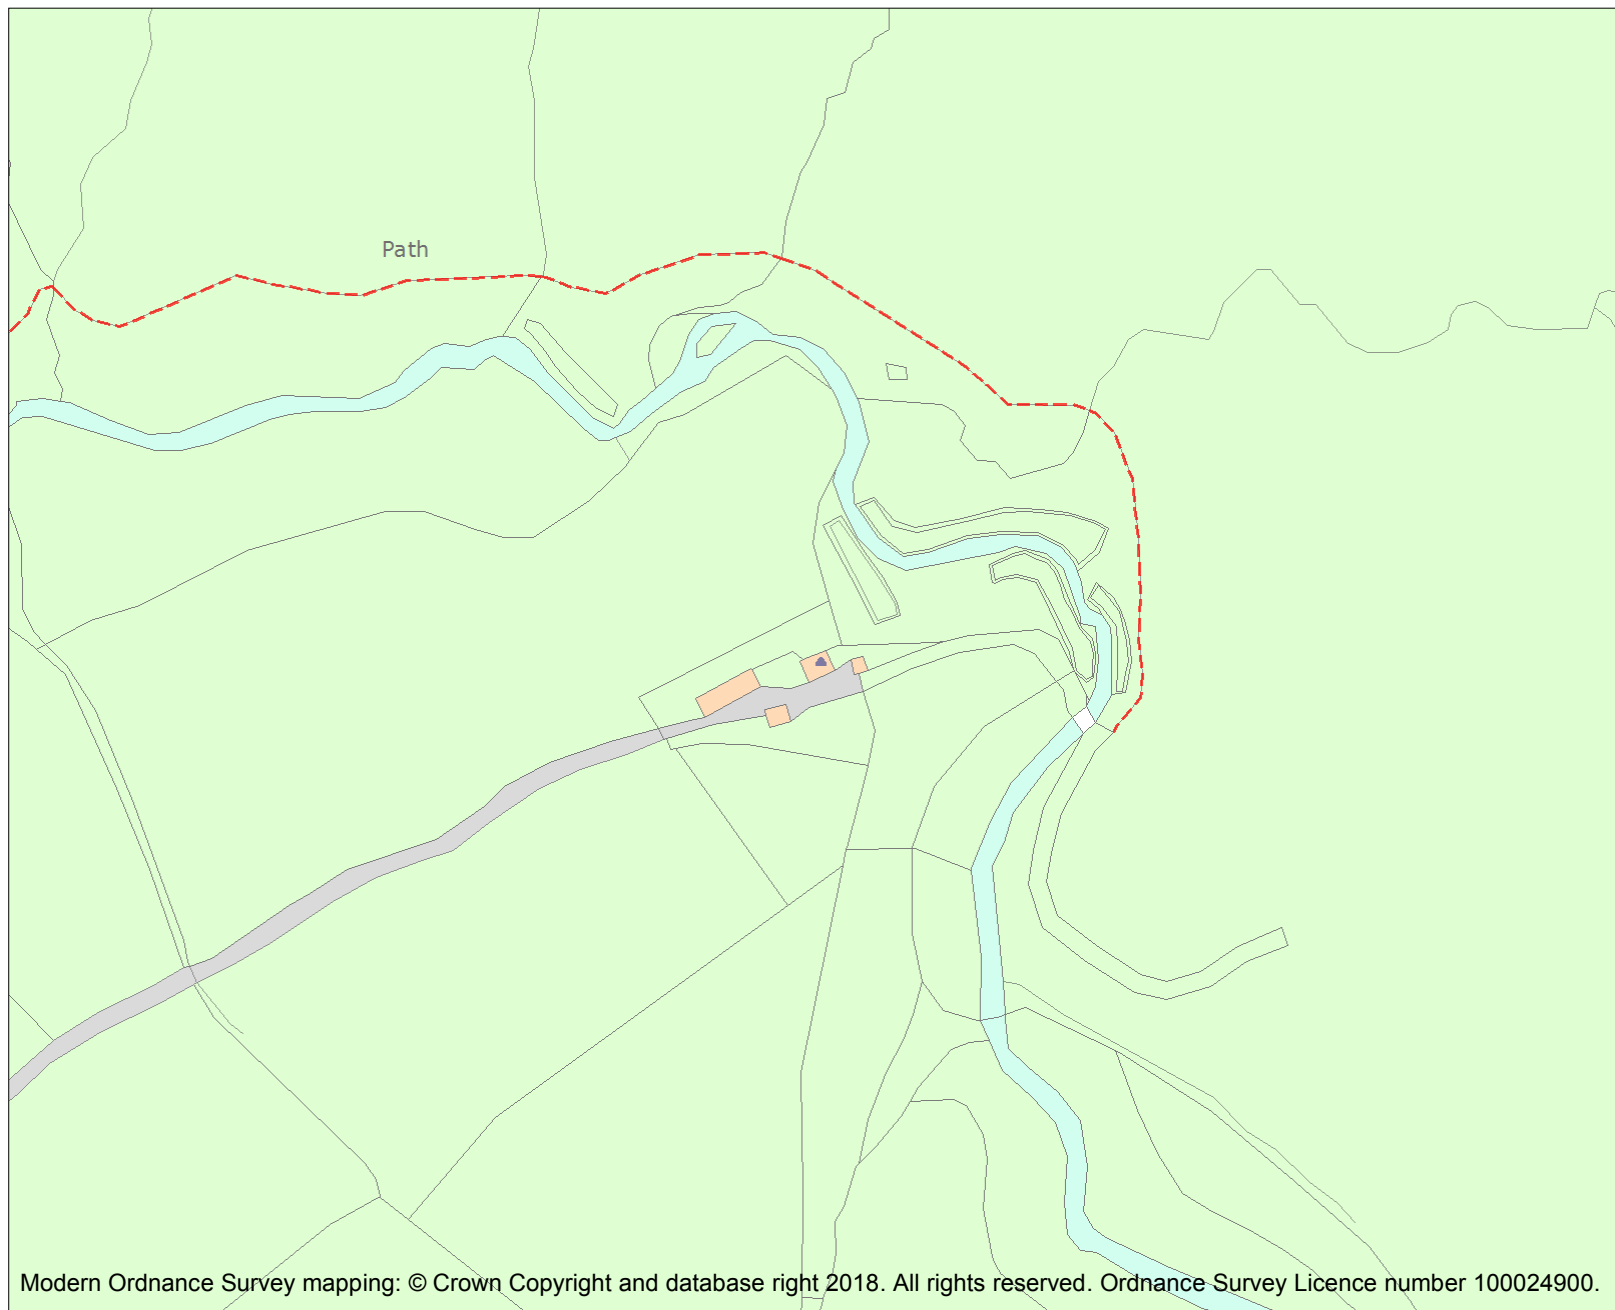 Path
Modern Ordnance Survey mapping: © Crown Copyright and database right 2018. All rights reserved. Ordnance Survey Licence number 100024900.